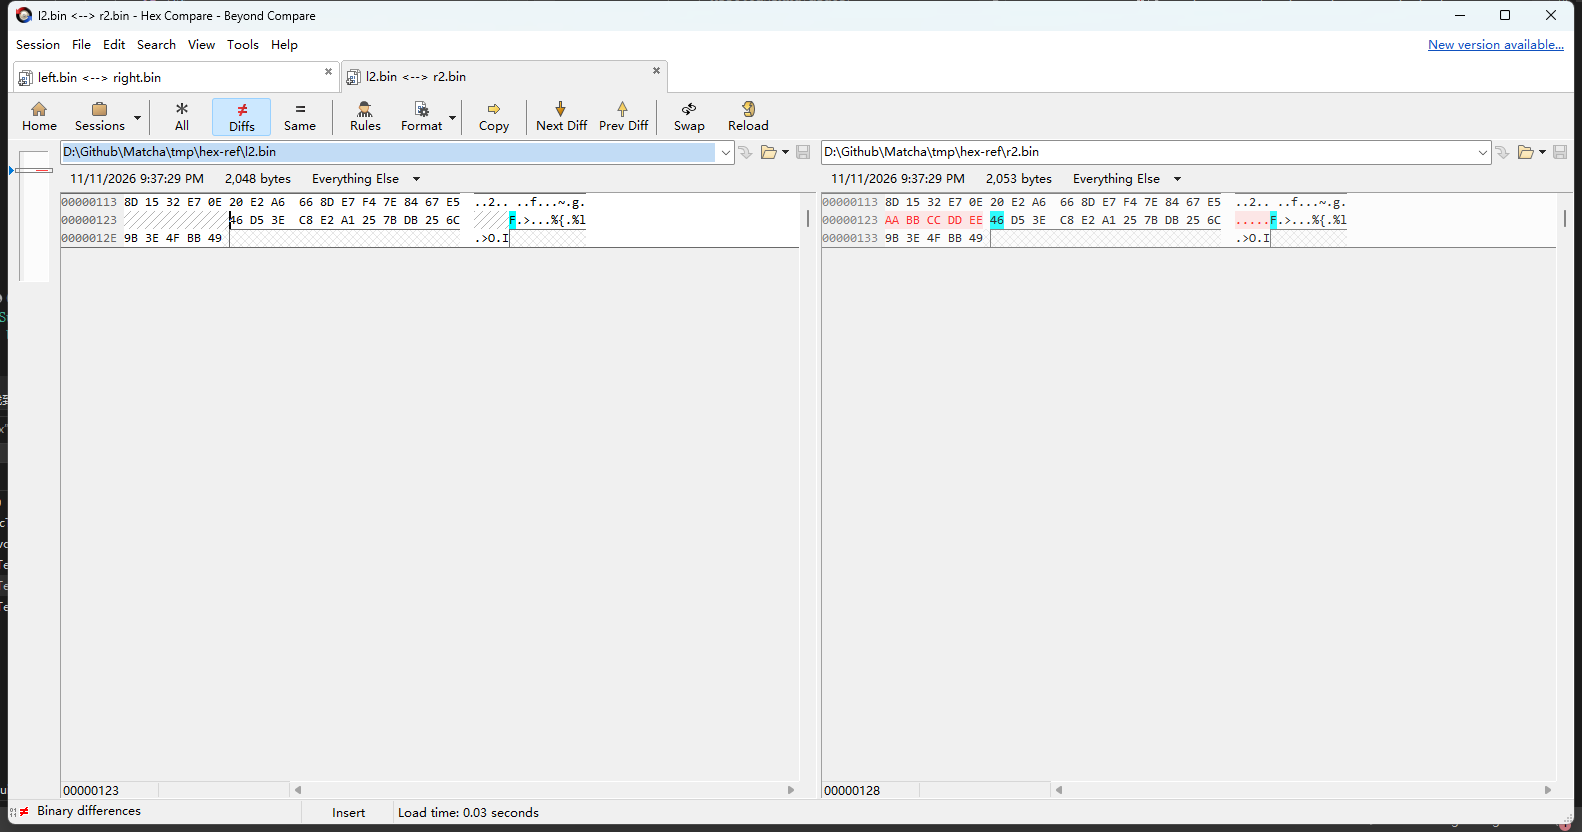 l2.bin <--> r2.bin - Hex Compare - Beyond Compare
Session File Edit Search View Tools Help
New version available...
left.bin <--> right.bin
l2.bin <--> r2.bin
Home Sessions All Diffs Same Rules Format Copy Next Diff Prev Diff Swap Reload
D:\Github\Matcha\tmp\hex-ref\l2.bin
D:\Github\Matcha\tmp\hex-ref\r2.bin
11/11/2026 9:37:29 PM 2,048 bytes Everything Else
11/11/2026 9:37:29 PM 2,053 bytes Everything Else
00000113 8D 15 32 E7 0E 20 E2 A6 66 8D E7 F4 7E 84 67 E5 ..2.. ..f...~.g.
00000123 46 D5 3E C8 E2 A1 25 7B DB 25 6C F.>...%{.%l
0000012E 9B 3E 4F BB 49 .>O.I
00000113 8D 15 32 E7 0E 20 E2 A6 66 8D E7 F4 7E 84 67 E5 ..2.. ..f...~.g.
00000123 AA BB CC DD EE 46 D5 3E C8 E2 A1 25 7B DB 25 6C .....F.>...%{.%l
00000133 9B 3E 4F BB 49 .>O.I
00000123
00000128
Binary differences Insert Load time: 0.03 seconds